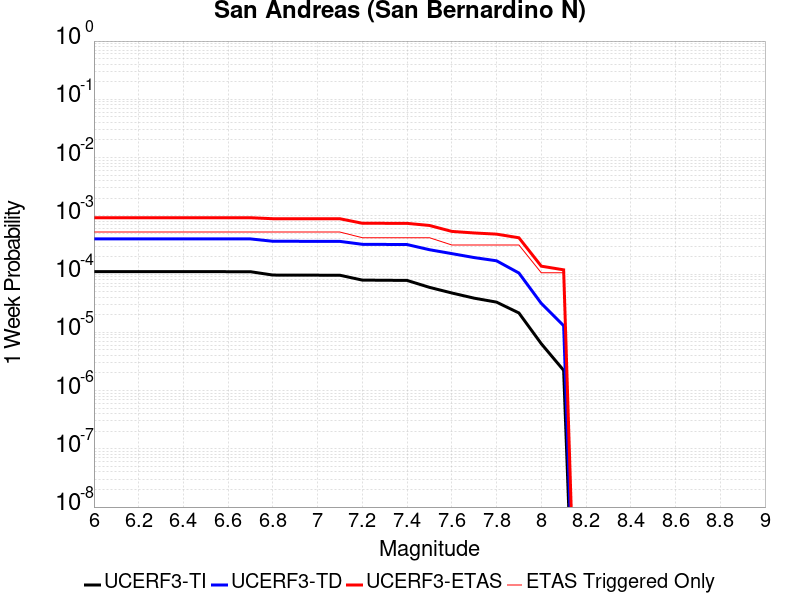 San Andreas (San Bernardino N)
1 Week Probability
10^0
10^-1
10^-2
10^-3
10^-4
10^-5
10^-6
10^-7
10^-8
6 6.2 6.4 6.6 6.8 7 7.2 7.4 7.6 7.8 8 8.2 8.4 8.6 8.8 9
Magnitude
UCERF3-TI UCERF3-TD UCERF3-ETAS ETAS Triggered Only